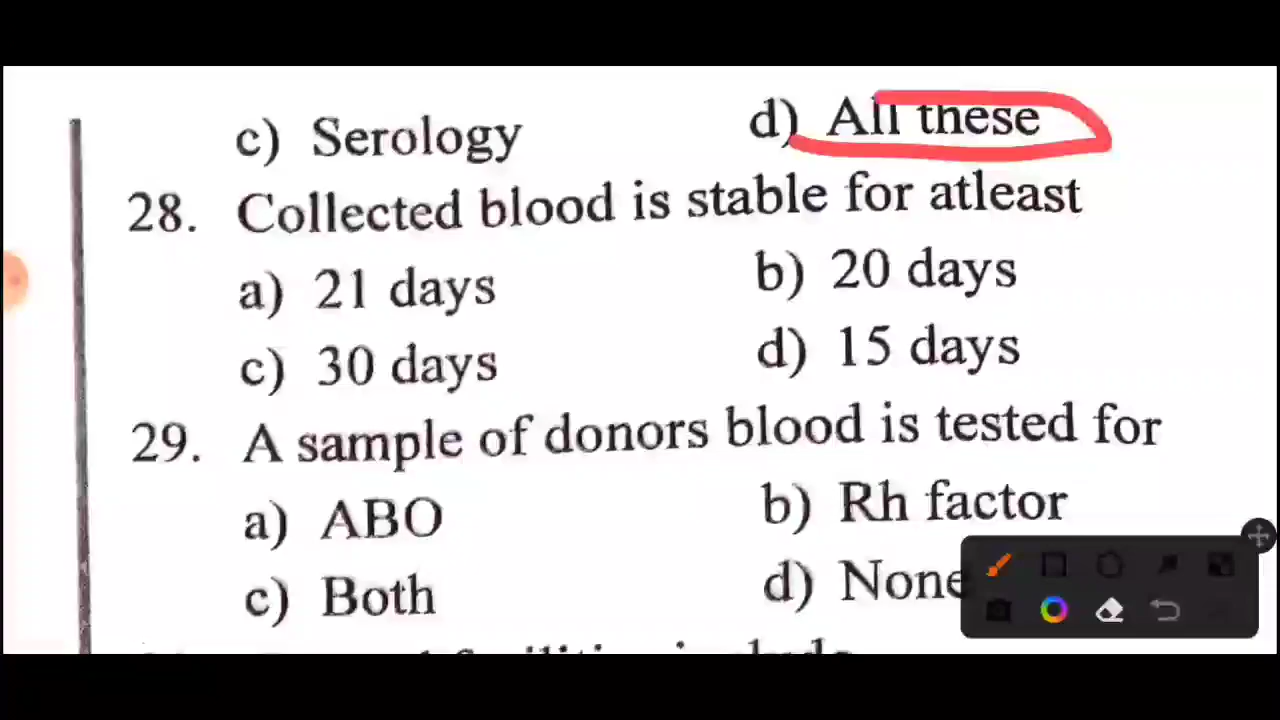 c) Serology d) All these
28. Collected blood is stable for atleast
a) 21 days b) 20 days
c) 30 days d) 15 days
29. A sample of donors blood is tested for
a) ABO b) Rh factor
c) Both d) None